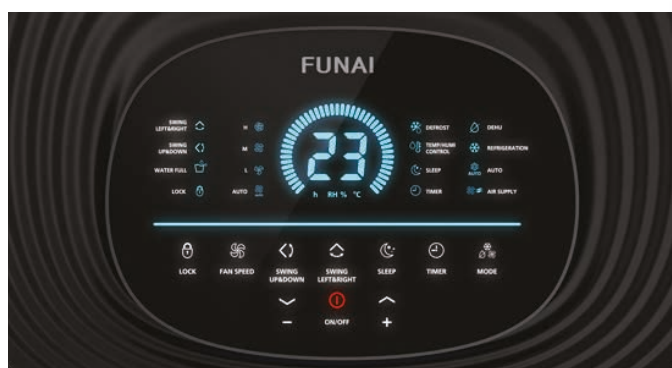 FUNAI
SWING
LEFT&RIGHT
SWING
UP&DOWN
WATER FULL
LOCK
H
M
L
AUTO
23
h RH % °C
DEFROST
TEMP/HUMI
CONTROL
SLEEP
TIMER
DEHU
REFRIGERATION
AUTO
AUTO
AIR SUPPLY
LOCK
FAN SPEED
SWING
UP&DOWN
SWING
LEFT&RIGHT
SLEEP
TIMER
MODE
−
ON/OFF
+